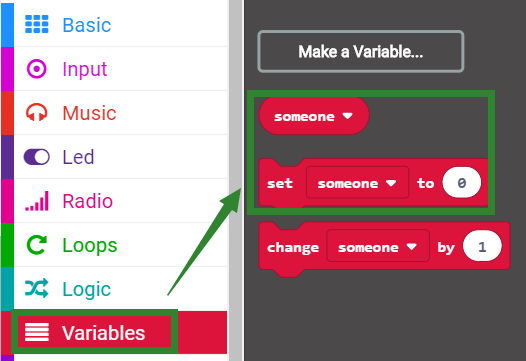 Basic
Input
Music
Led
Radio
Loops
Logic
Variables
Make a Variable...
someone
set someone to 0
change someone by 1